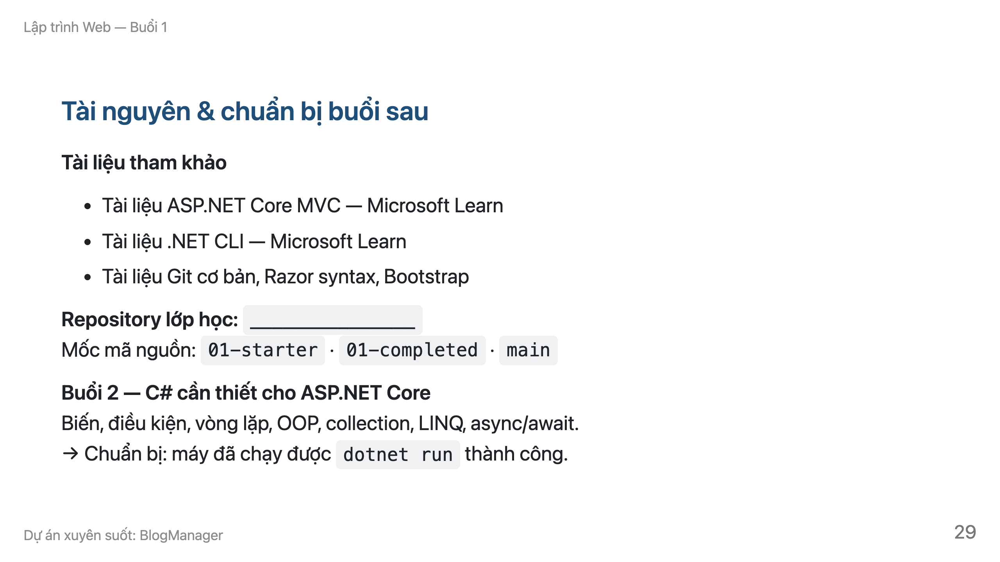 Lập trình Web — Buổi 1
Tài nguyên & chuẩn bị buổi sau
Tài liệu tham khảo
• Tài liệu ASP.NET Core MVC — Microsoft Learn
• Tài liệu .NET CLI — Microsoft Learn
• Tài liệu Git cơ bản, Razor syntax, Bootstrap
Repository lớp học: _______________
Mốc mã nguồn: 01-starter · 01-completed · main
Buổi 2 — C# cần thiết cho ASP.NET Core
Biến, điều kiện, vòng lặp, OOP, collection, LINQ, async/await.
→ Chuẩn bị: máy đã chạy được dotnet run thành công.
Dự án xuyên suốt: BlogManager
29